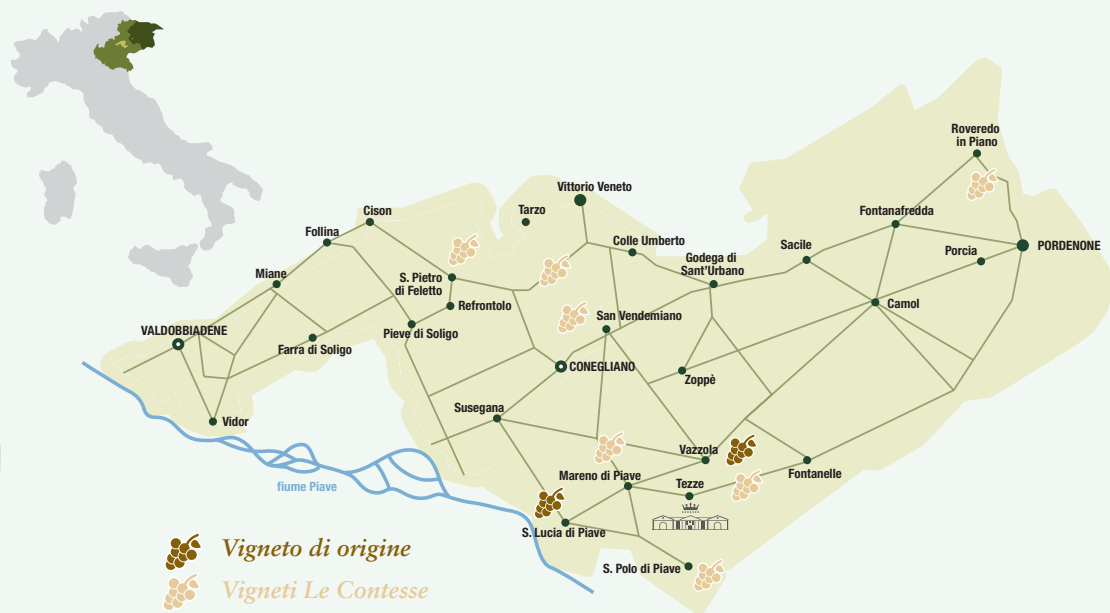 Roveredo
in Piano
Vittorio Veneto
Cison
Tarzo
Fontanafredda
Follina
Colle Umberto
Sacile
PORDENONE
Godega di
Sant'Urbano
Porcia
Miane
S. Pietro
di Feletto
Refrontolo
Camol
San Vendemiano
VALDOBBIADENE
Pieve di Soligo
Farra di Soligo
CONEGLIANO
Zoppè
Susegana
Vidor
Vazzola
Mareno di Piave
Tezze
Fontanelle
fiume Piave
S. Lucia di Piave
S. Polo di Piave
Vigneto di origine
Vigneti Le Contesse